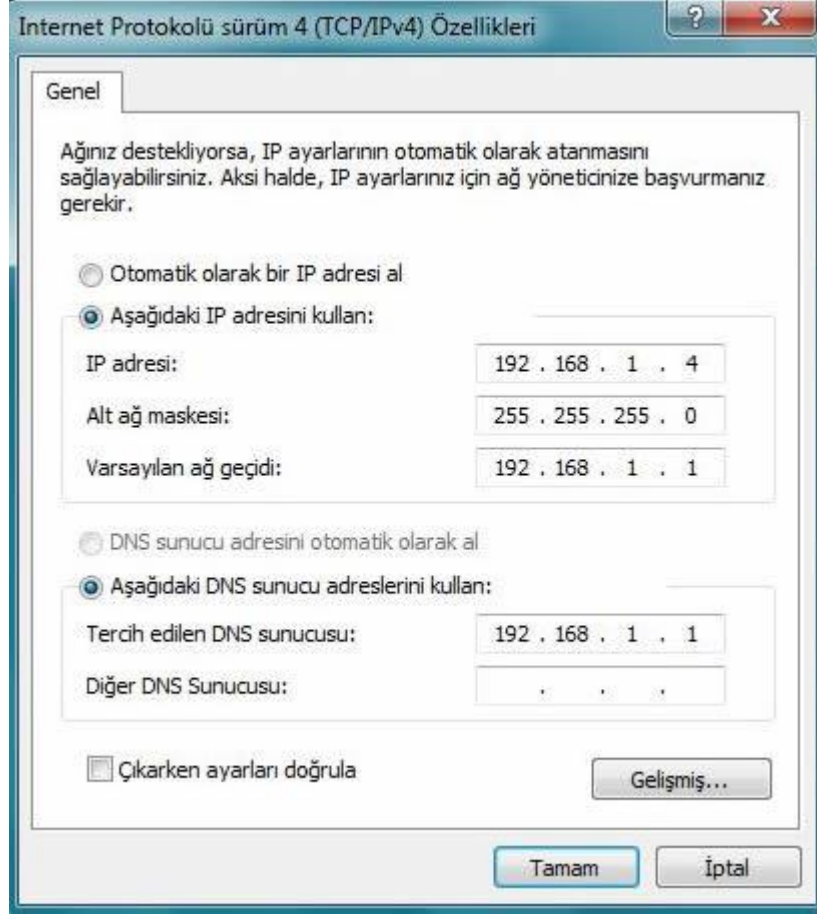 Internet Protokolü sürüm 4 (TCP/IPv4) Özellikleri
Genel
Ağınız destekliyorsa, IP ayarlarının otomatik olarak atanmasını
sağlayabilirsiniz. Aksi halde, IP ayarlarınız için ağ yöneticinize başvurmanız
gerekir.
Otomatik olarak bir IP adresi al
Aşağıdaki IP adresini kullan:
IP adresi: 192 . 168 . 1 . 4
Alt ağ maskesi: 255 . 255 . 255 . 0
Varsayılan ağ geçidi: 192 . 168 . 1 . 1
DNS sunucu adresini otomatik olarak al
Aşağıdaki DNS sunucu adreslerini kullan:
Tercih edilen DNS sunucusu: 192 . 168 . 1 . 1
Diğer DNS Sunucusu: . . .
Çıkarken ayarları doğrula
Gelişmiş...
Tamam İptal